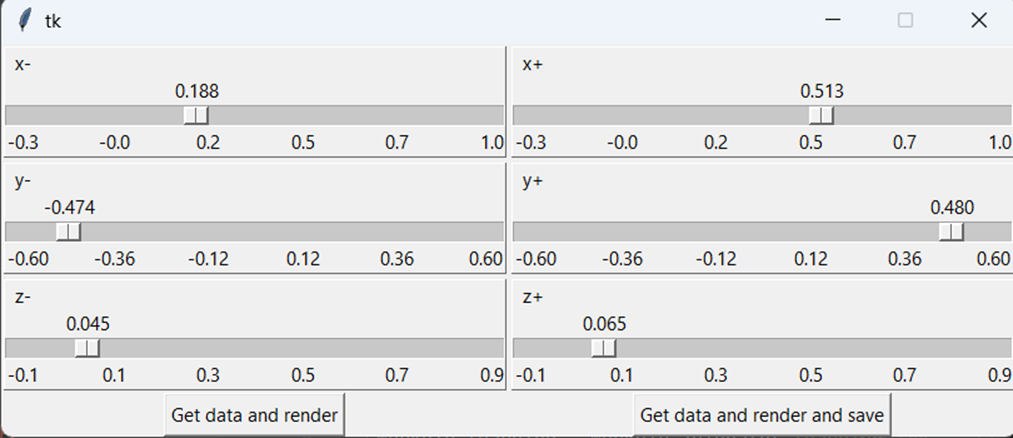 tk
x- x+
0.188 0.513
-0.3 -0.0 0.2 0.5 0.7 1.0 -0.3 -0.0 0.2 0.5 0.7 1.0
y- y+
-0.474 0.480
-0.60 -0.36 -0.12 0.12 0.36 0.60 -0.60 -0.36 -0.12 0.12 0.36 0.60
z- z+
0.045 0.065
-0.1 0.1 0.3 0.5 0.7 0.9 -0.1 0.1 0.3 0.5 0.7 0.9
Get data and render Get data and render and save